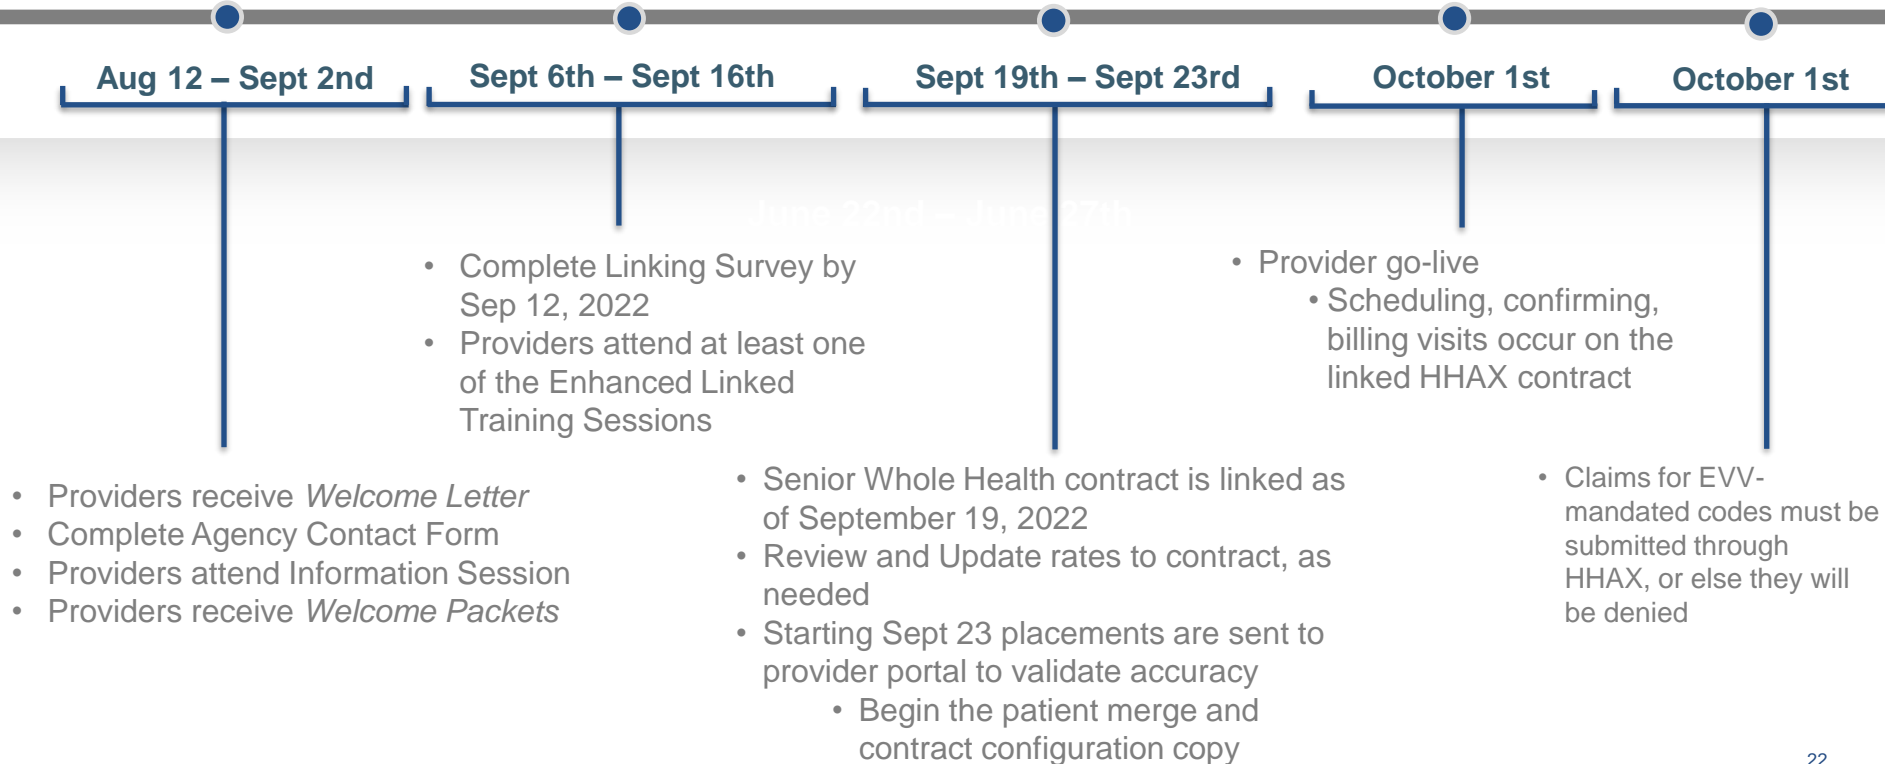 Aug 12 – Sept 2nd
Sept 6th – Sept 16th
Sept 19th – Sept 23rd
October 1st
October 1st
June 23nd – June 27th
• Complete Linking Survey by
Sep 12, 2022
• Providers attend at least one
of the Enhanced Linked
Training Sessions
• Provider go-live
• Scheduling, confirming,
billing visits occur on the
linked HHAX contract
• Providers receive Welcome Letter
• Complete Agency Contact Form
• Providers attend Information Session
• Providers receive Welcome Packets
• Senior Whole Health contract is linked as
of September 19, 2022
• Review and Update rates to contract, as
needed
• Starting Sept 23 placements are sent to
provider portal to validate accuracy
• Begin the patient merge and
contract configuration copy
• Claims for EVV-
mandated codes must be
submitted through
HHAX, or else they will
be denied
22